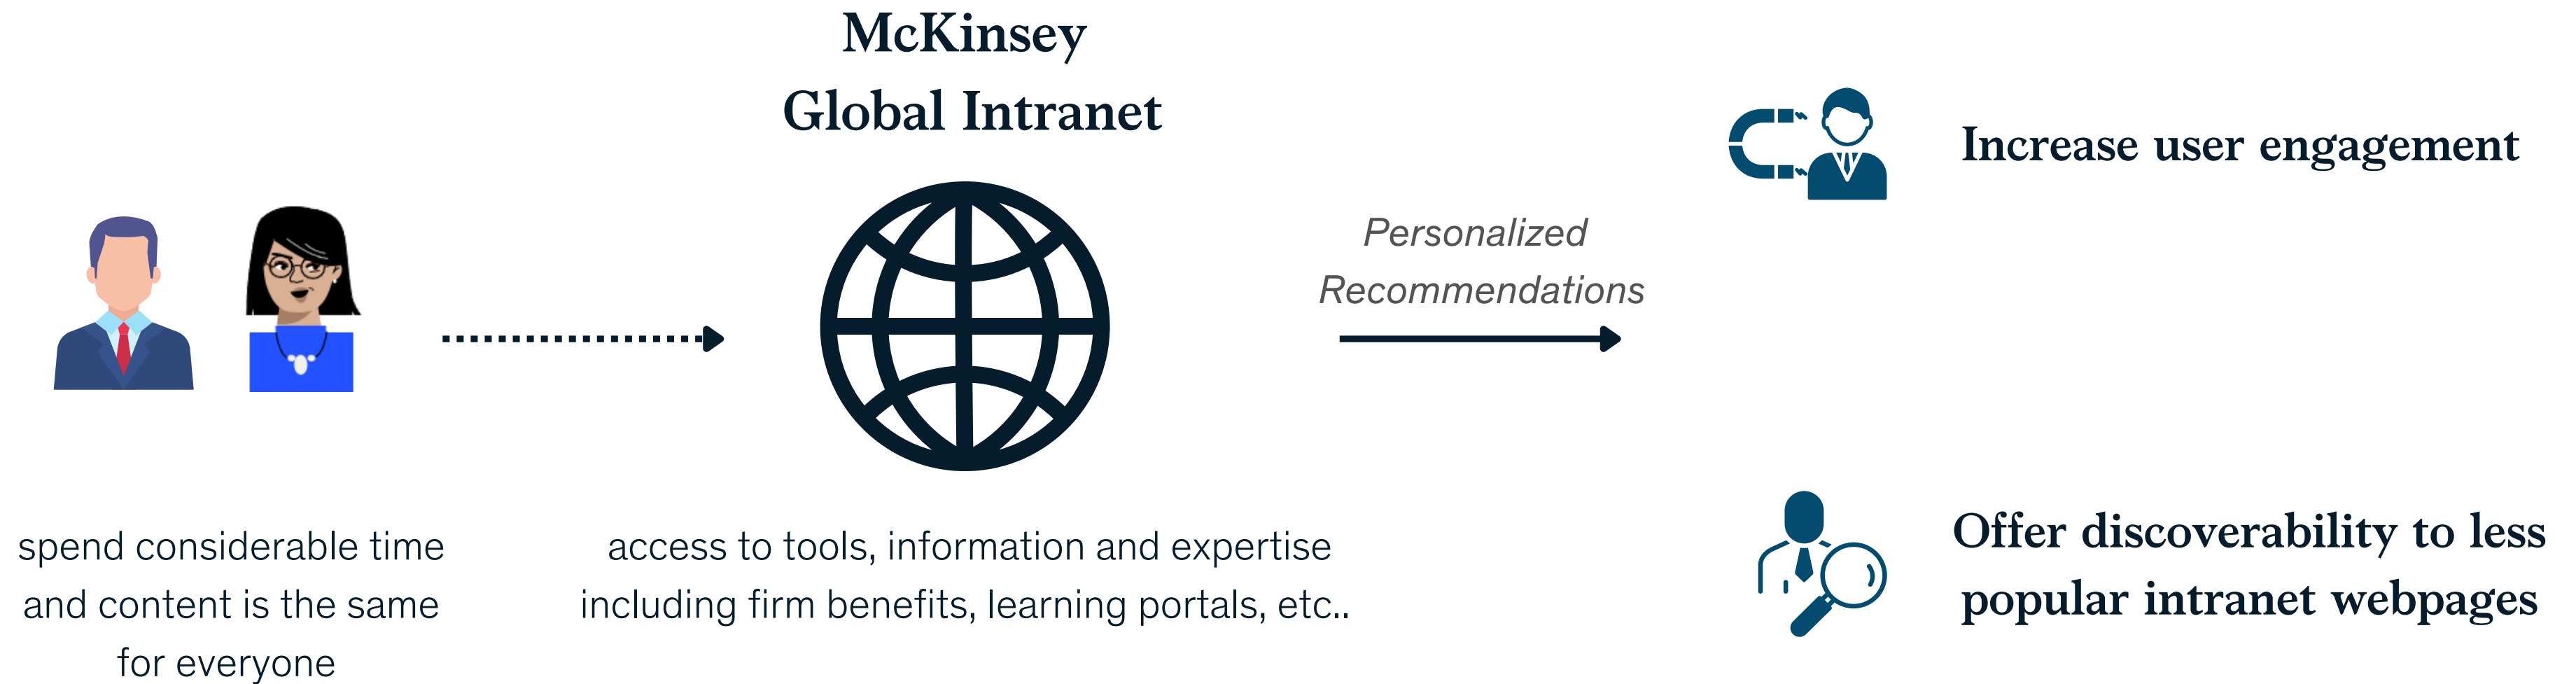 McKinsey
Global Intranet
spend considerable time
and content is the same
for everyone
access to tools, information and expertise
including firm benefits, learning portals, etc..
Personalized
Recommendations
Increase user engagement
Offer discoverability to less
popular intranet webpages